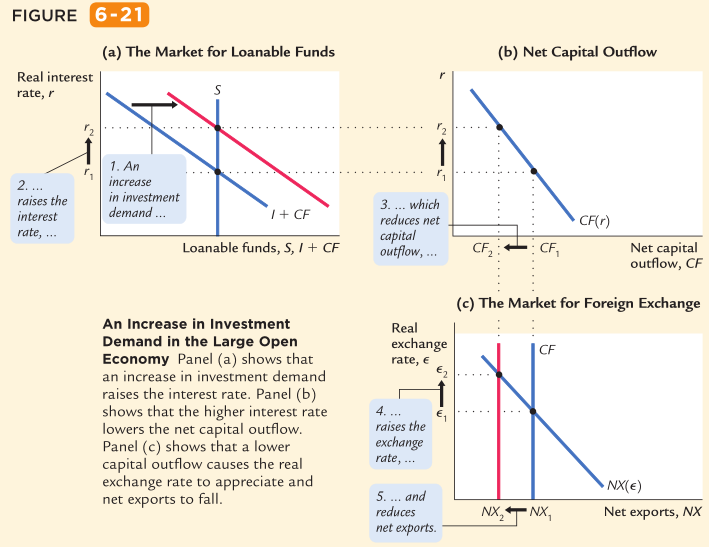 FIGURE 6-21
(a) The Market for Loanable Funds
Real interest
rate, r
S
r₂
r₁
1. An
increase
in investment
demand ...
2. ...
raises the
interest
rate, ...
I + CF
Loanable funds, S, I + CF
(b) Net Capital Outflow
r
r₂
r₁
3. ... which
reduces net
capital
outflow, ...
CF(r)
CF₂
CF₁
Net capital
outflow, CF
(c) The Market for Foreign Exchange
Real
exchange
rate, ϵ
CF
ϵ₂
ϵ₁
4. ...
raises the
exchange
rate, ...
NX(ϵ)
5. ... and
reduces
net exports.
NX₂
NX₁
Net exports, NX
An Increase in Investment
Demand in the Large Open
Economy Panel (a) shows that
an increase in investment demand
raises the interest rate. Panel (b)
shows that the higher interest rate
lowers the net capital outflow.
Panel (c) shows that a lower
capital outflow causes the real
exchange rate to appreciate and
net exports to fall.